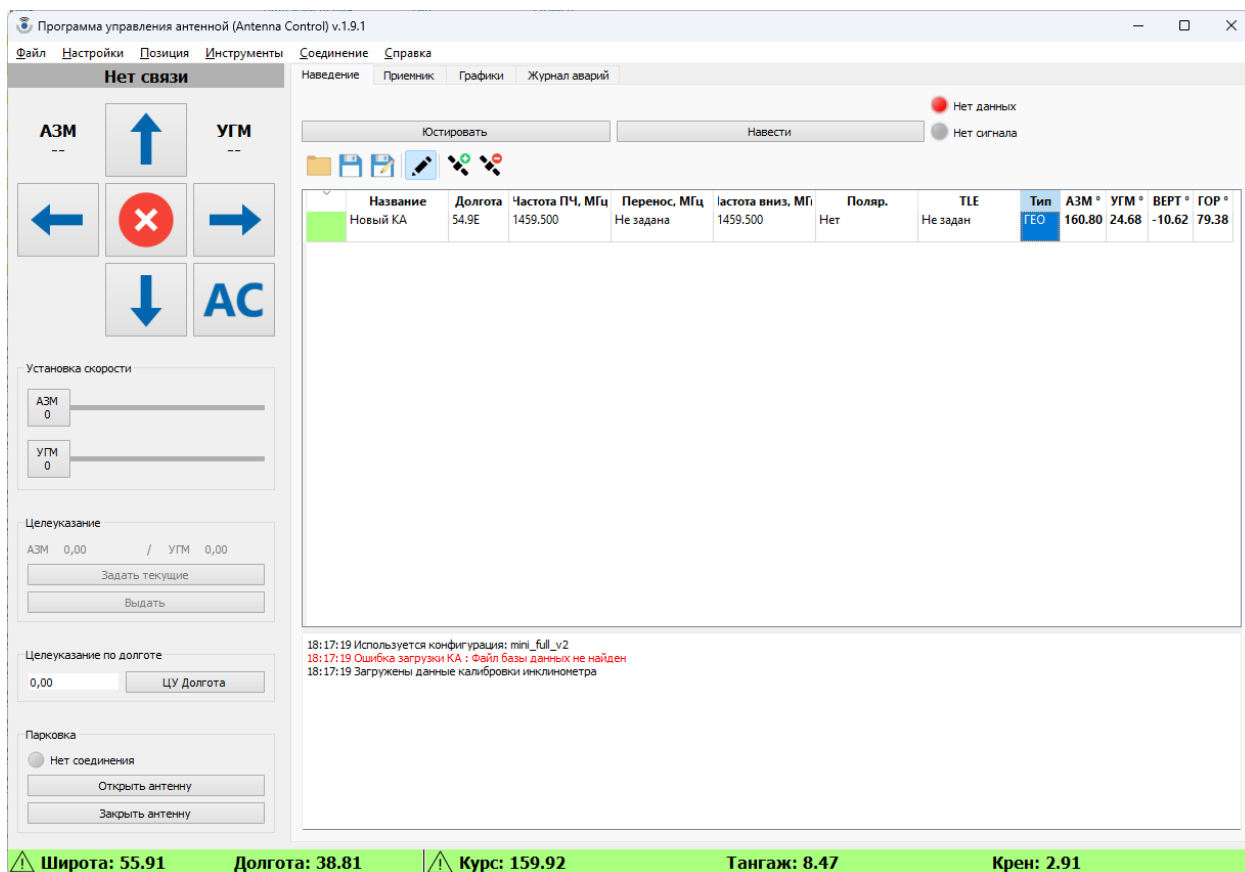 Программа управления антенной (Antenna Control) v.1.9.1
Файл Настройки Позиция Инструменты Соединение Справка
Нет связи
АЗМ
--
УГМ
--
АС
Установка скорости
АЗМ
0
УГМ
0
Целеуказание
АЗМ 0,00 / УГМ 0,00
Задать текущие
Выдать
Целеуказание по долготе
0,00 ЦУ Долгота
Парковка
Нет соединения
Открыть антенну
Закрыть антенну
Наведение Приемник Графики Журнал аварий
Нет данных
Юстировать Навести Нет сигнала
Название Долгота Частота ПЧ, МГц Перенос, МГц астота вниз, МГ Поляр. TLE Тип АЗМ ° УГМ ° ВЕРТ ° ГОР °
Новый КА 54.9E 1459.500 Не задана 1459.500 Нет Не задан ГЕО 160.80 24.68 -10.62 79.38
18:17:19 Используется конфигурация: mini_full_v2
18:17:19 Ошибка загрузки КА : Файл базы данных не найден
18:17:19 Загружены данные калибровки инклинометра
Широта: 55.91 Долгота: 38.81 Курс: 159.92 Тангаж: 8.47 Крен: 2.91